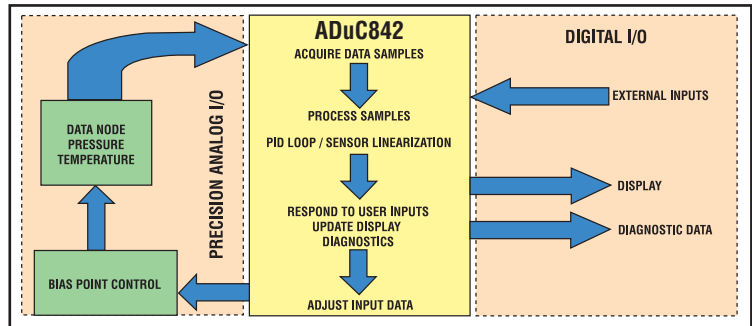 DATA NODE
PRESSURE
TEMPERATURE
BIAS POINT CONTROL
PRECISION ANALOG I/O
ADuC842
ACQUIRE DATA SAMPLES
PROCESS SAMPLES
PID LOOP / SENSOR LINEARIZATION
RESPOND TO USER INPUTS
UPDATE DISPLAY
DIAGNOSTICS
ADJUST INPUT DATA
DIGITAL I/O
EXTERNAL INPUTS
DISPLAY
DIAGNOSTIC DATA